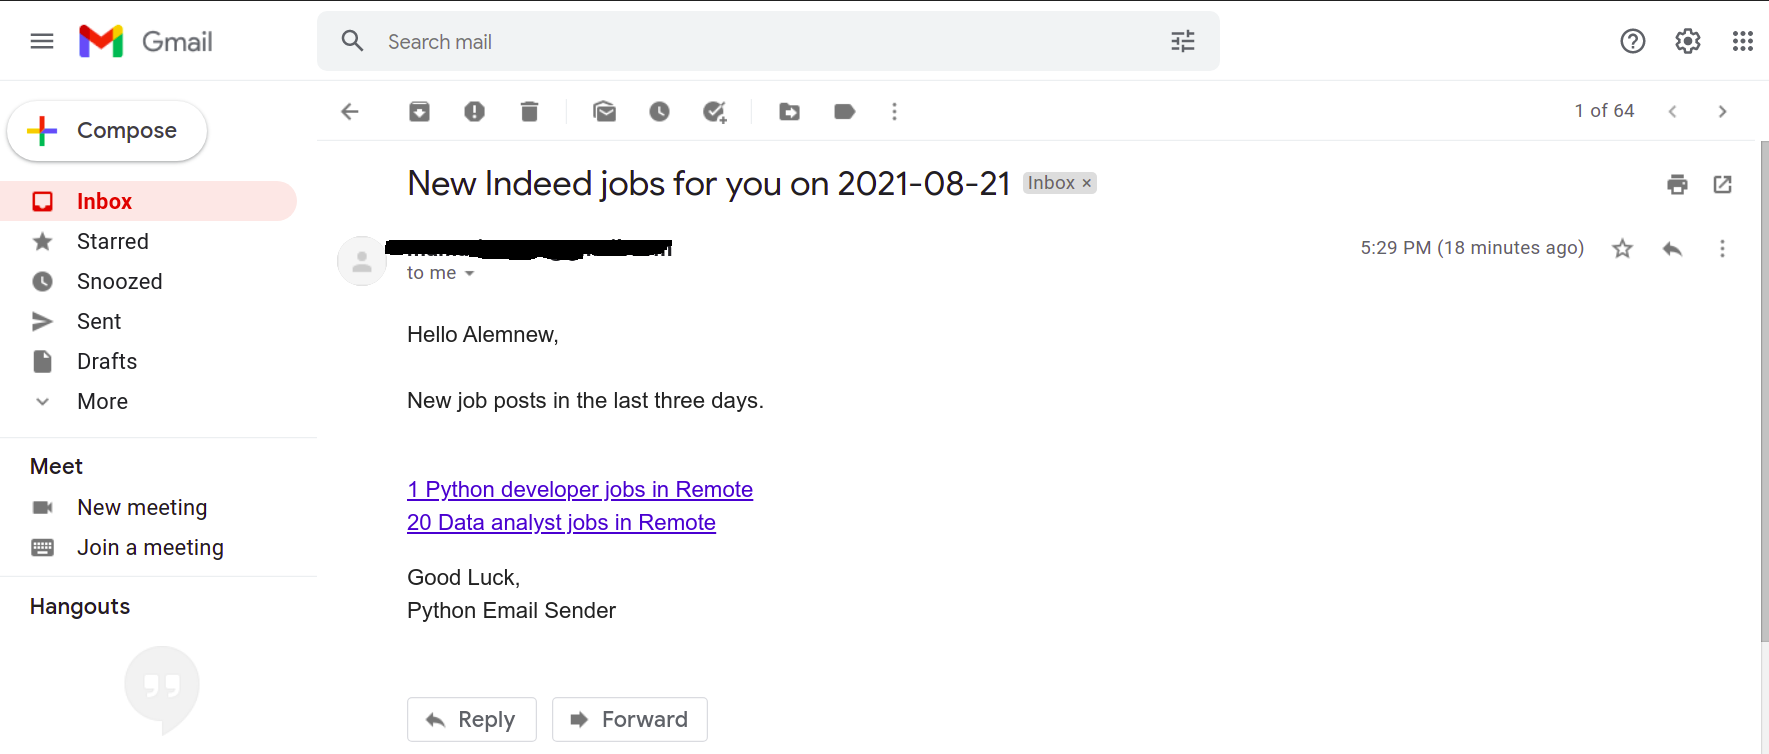 Gmail
Search mail
Compose
1 of 64
Inbox
Starred
Snoozed
Sent
Drafts
More
Meet
New meeting
Join a meeting
Hangouts
New Indeed jobs for you on 2021-08-21 Inbox ×
5:29 PM (18 minutes ago)
to me
Hello Alemnew,
New job posts in the last three days.
1 Python developer jobs in Remote
20 Data analyst jobs in Remote
Good Luck,
Python Email Sender
Reply
Forward